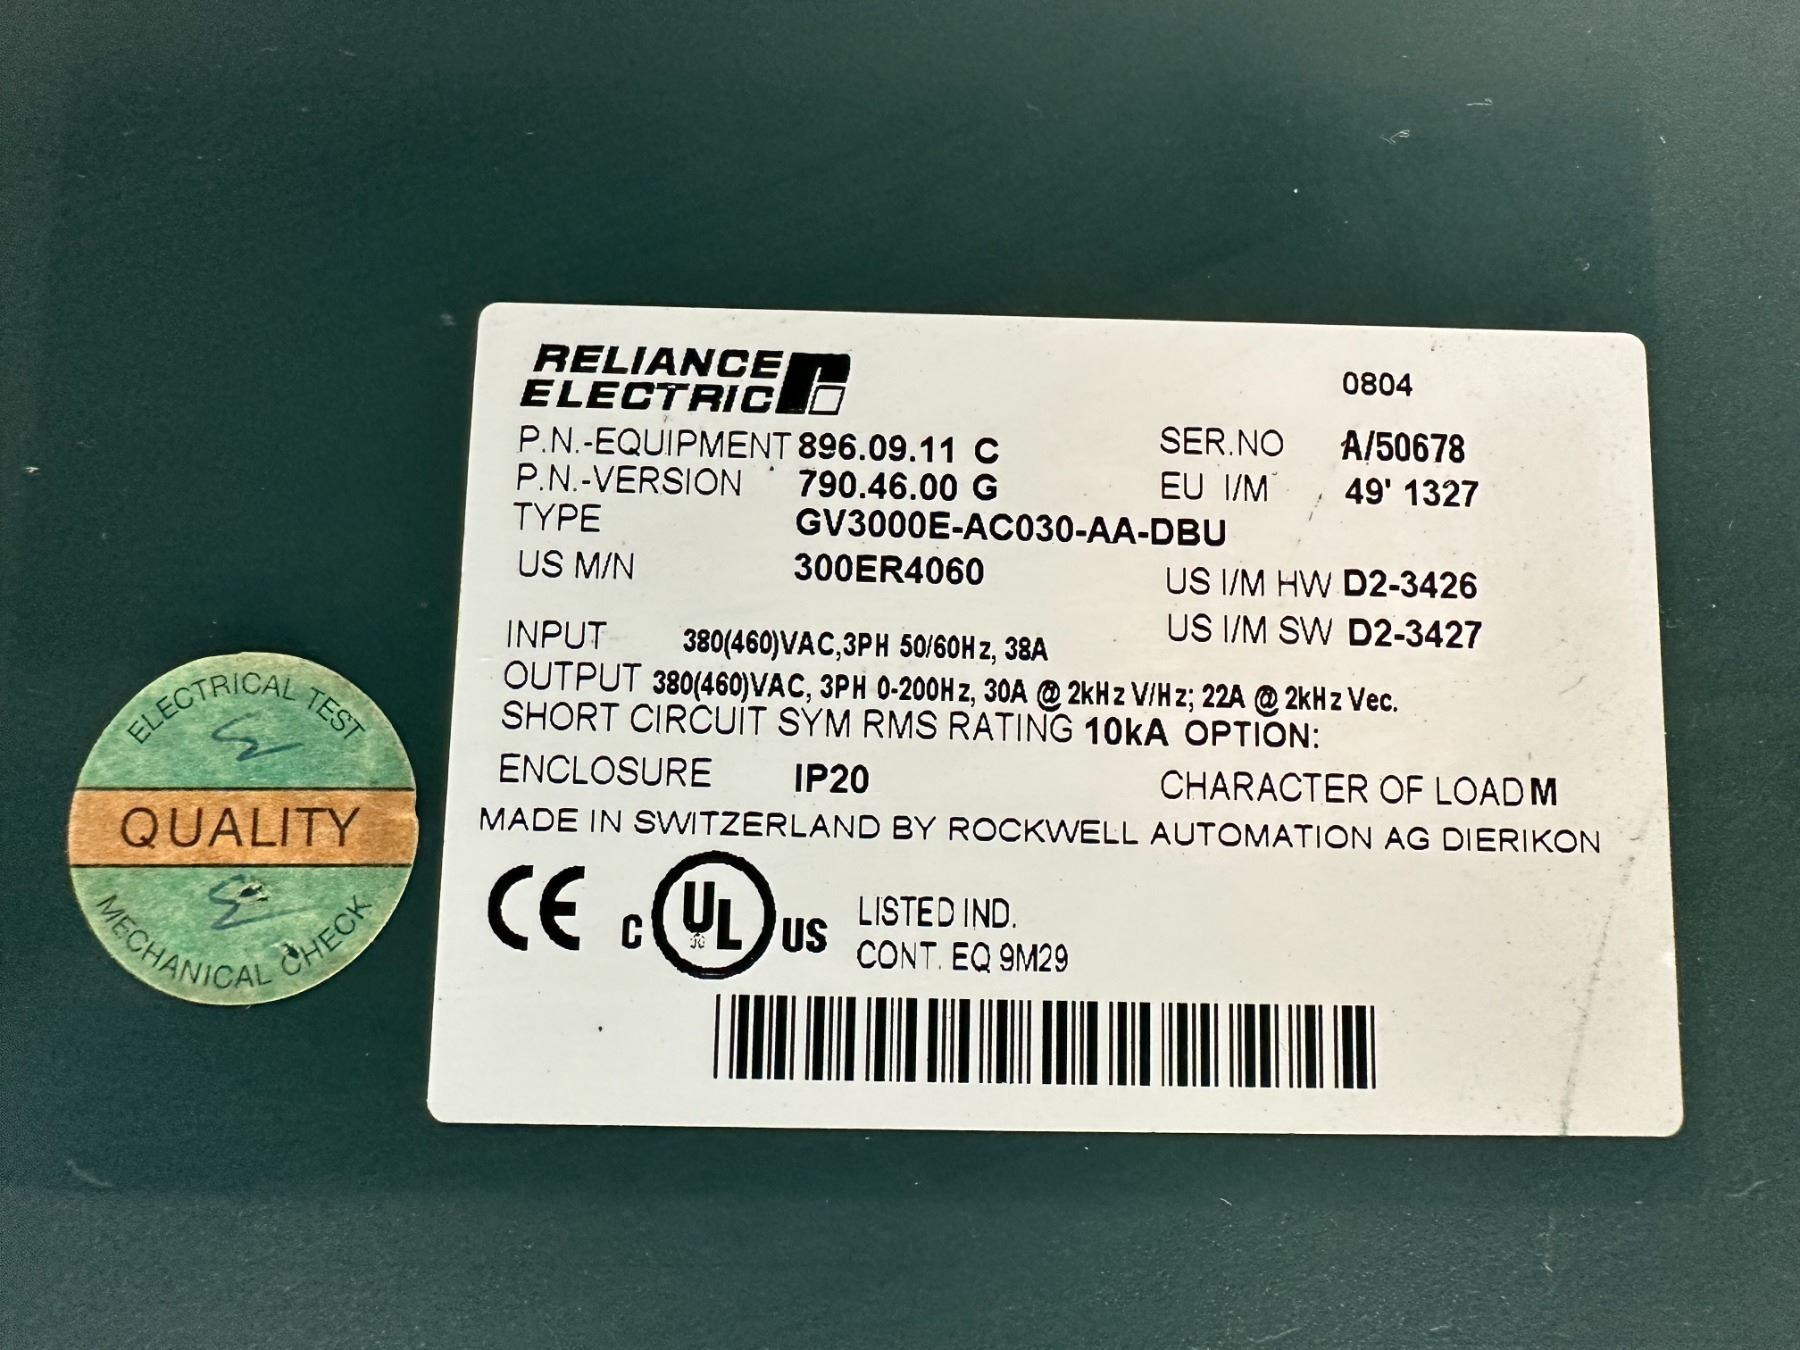 RELIANCE
ELECTRIC
0804
P.N.-EQUIPMENT 896.09.11 C SER.NO A/50678
P.N.-VERSION 790.46.00 G EU I/M 49' 1327
TYPE GV3000E-AC030-AA-DBU
US M/N 300ER4060 US I/M HW D2-3426
INPUT 380(460)VAC,3PH 50/60Hz, 38A US I/M SW D2-3427
OUTPUT 380(460)VAC, 3PH 0-200Hz, 30A @ 2kHz V/Hz; 22A @ 2kHz Vec.
SHORT CIRCUIT SYM RMS RATING 10kA OPTION:
ENCLOSURE IP20 CHARACTER OF LOAD M
MADE IN SWITZERLAND BY ROCKWELL AUTOMATION AG DIERIKON
CE C UL US LISTED IND.
CONT. EQ 9M29
ELECTRICAL TEST
QUALITY
MECHANICAL CHECK